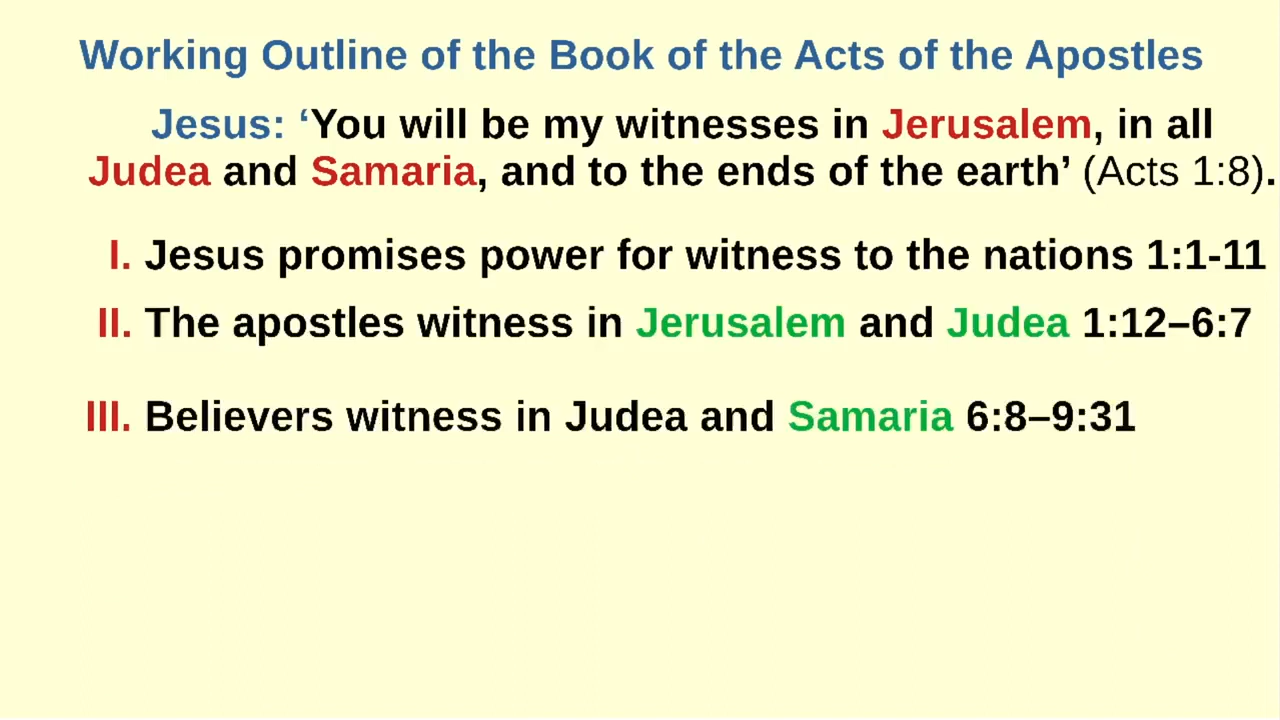 Working Outline of the Book of the Acts of the Apostles
Jesus: ‘You will be my witnesses in Jerusalem, in all
Judea and Samaria, and to the ends of the earth’ (Acts 1:8).
I. Jesus promises power for witness to the nations 1:1-11
II. The apostles witness in Jerusalem and Judea 1:12–6:7
III. Believers witness in Judea and Samaria 6:8–9:31